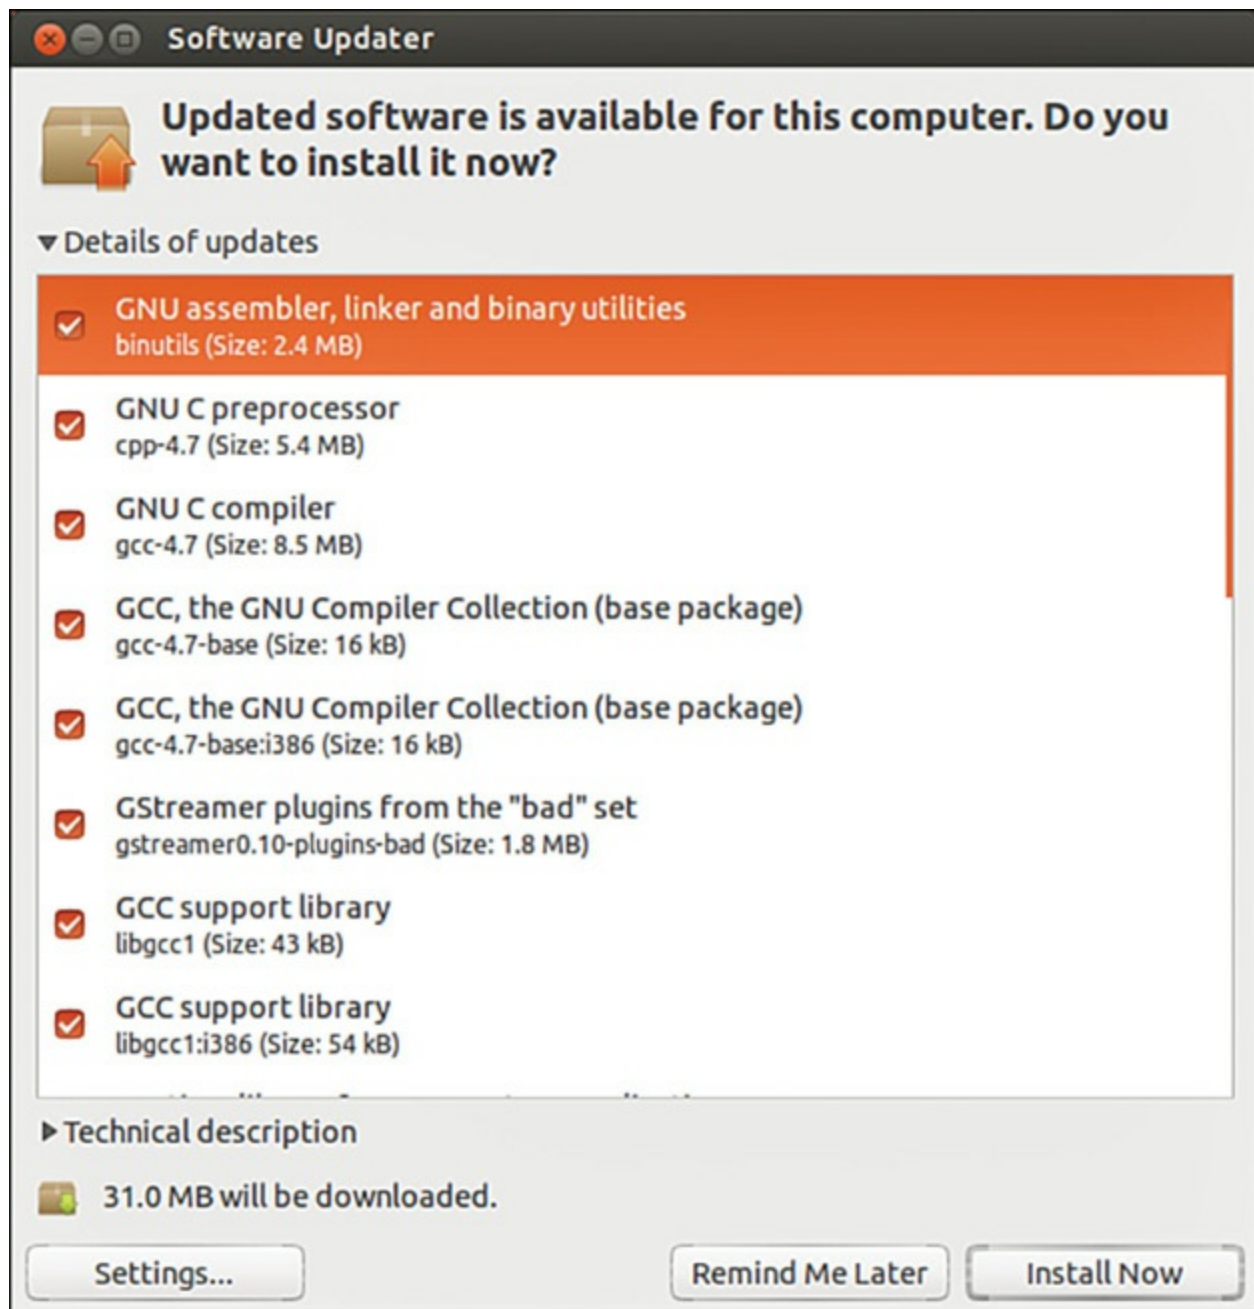 Software Updater
Updated software is available for this computer. Do you
want to install it now?
Details of updates
GNU assembler, linker and binary utilities
binutils (Size: 2.4 MB)
GNU C preprocessor
cpp-4.7 (Size: 5.4 MB)
GNU C compiler
gcc-4.7 (Size: 8.5 MB)
GCC, the GNU Compiler Collection (base package)
gcc-4.7-base (Size: 16 kB)
GCC, the GNU Compiler Collection (base package)
gcc-4.7-base:i386 (Size: 16 kB)
GStreamer plugins from the "bad" set
gstreamer0.10-plugins-bad (Size: 1.8 MB)
GCC support library
libgcc1 (Size: 43 kB)
GCC support library
libgcc1:i386 (Size: 54 kB)
Technical description
31.0 MB will be downloaded.
Settings...
Remind Me Later
Install Now